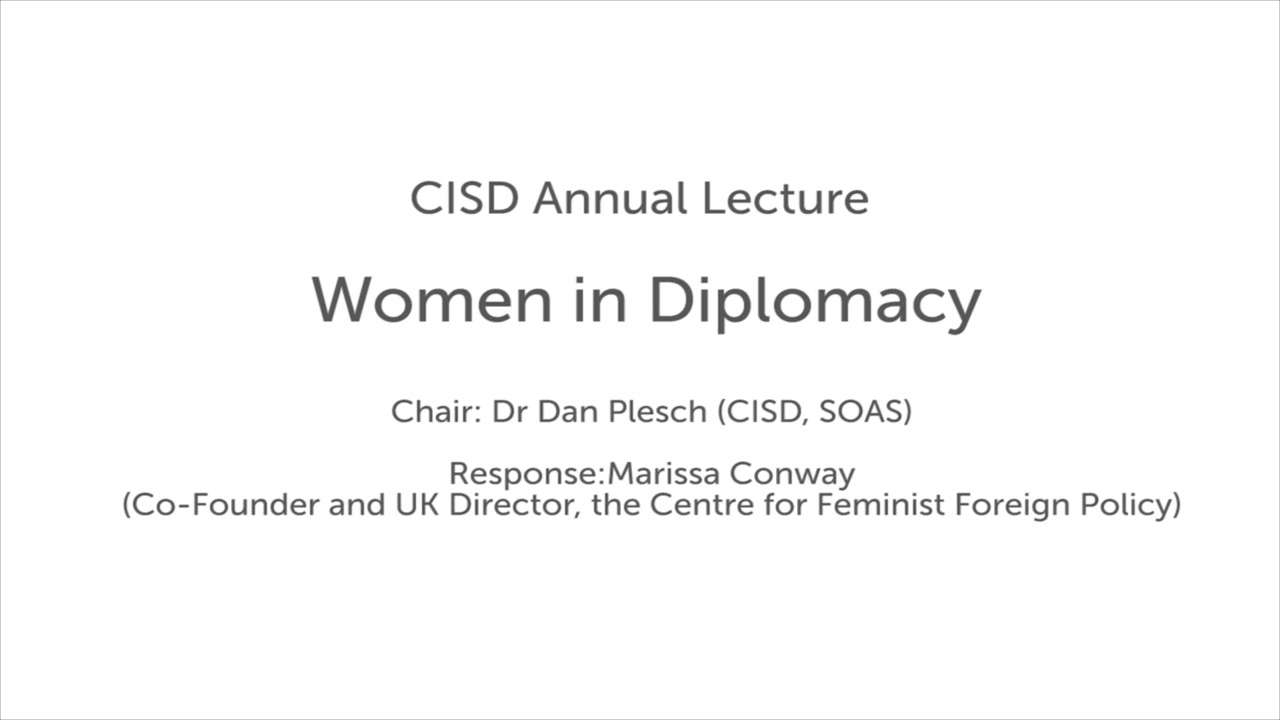 CISD Annual Lecture
Women in Diplomacy
Chair: Dr Dan Plesch (CISD, SOAS)
Response:Marissa Conway
(Co-Founder and UK Director, the Centre for Feminist Foreign Policy)